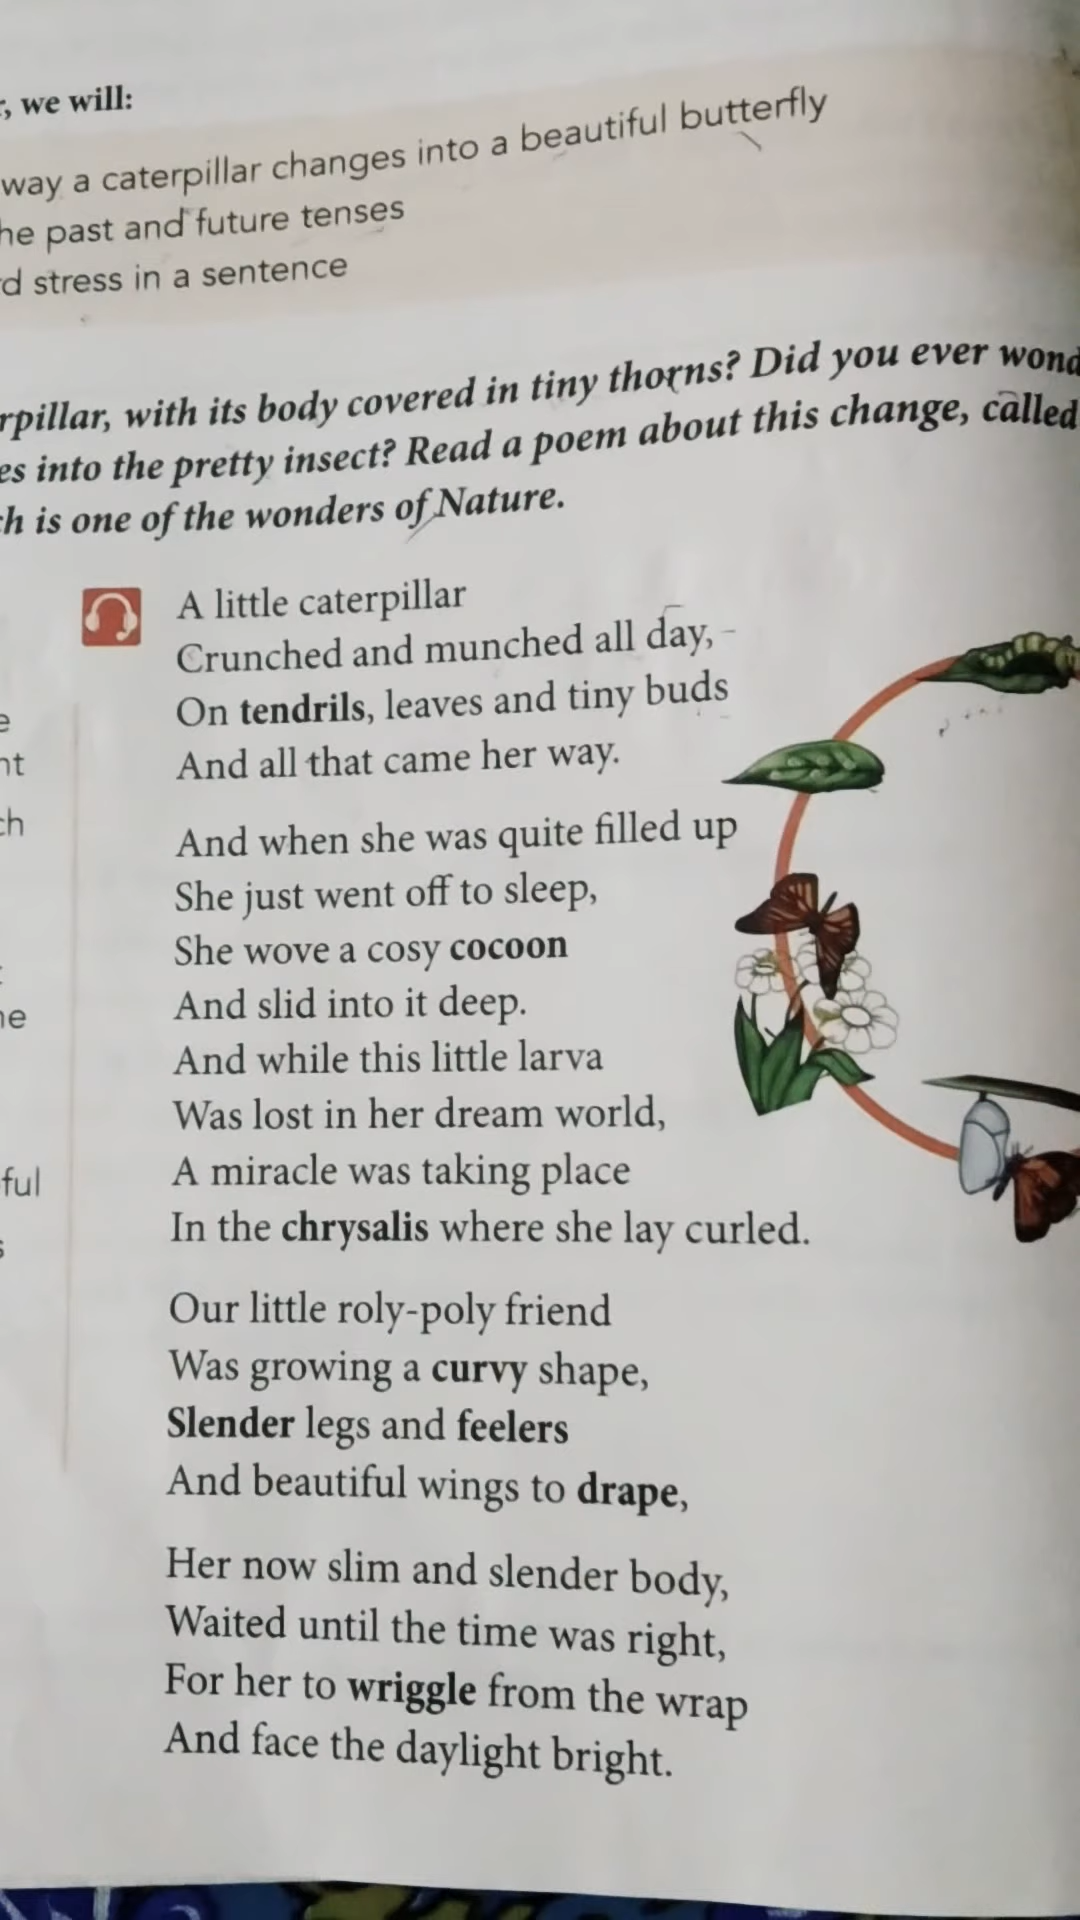 , we will:
way a caterpillar changes into a beautiful butterfly
he past and future tenses
d stress in a sentence
rpillar, with its body covered in tiny thorns? Did you ever wond
es into the pretty insect? Read a poem about this change, called
h is one of the wonders of Nature.
A little caterpillar
Crunched and munched all day,
On tendrils, leaves and tiny buds
And all that came her way.
And when she was quite filled up
She just went off to sleep,
She wove a cosy cocoon
And slid into it deep.
And while this little larva
Was lost in her dream world,
A miracle was taking place
In the chrysalis where she lay curled.
Our little roly-poly friend
Was growing a curvy shape,
Slender legs and feelers
And beautiful wings to drape,
Her now slim and slender body,
Waited until the time was right,
For her to wriggle from the wrap
And face the daylight bright.